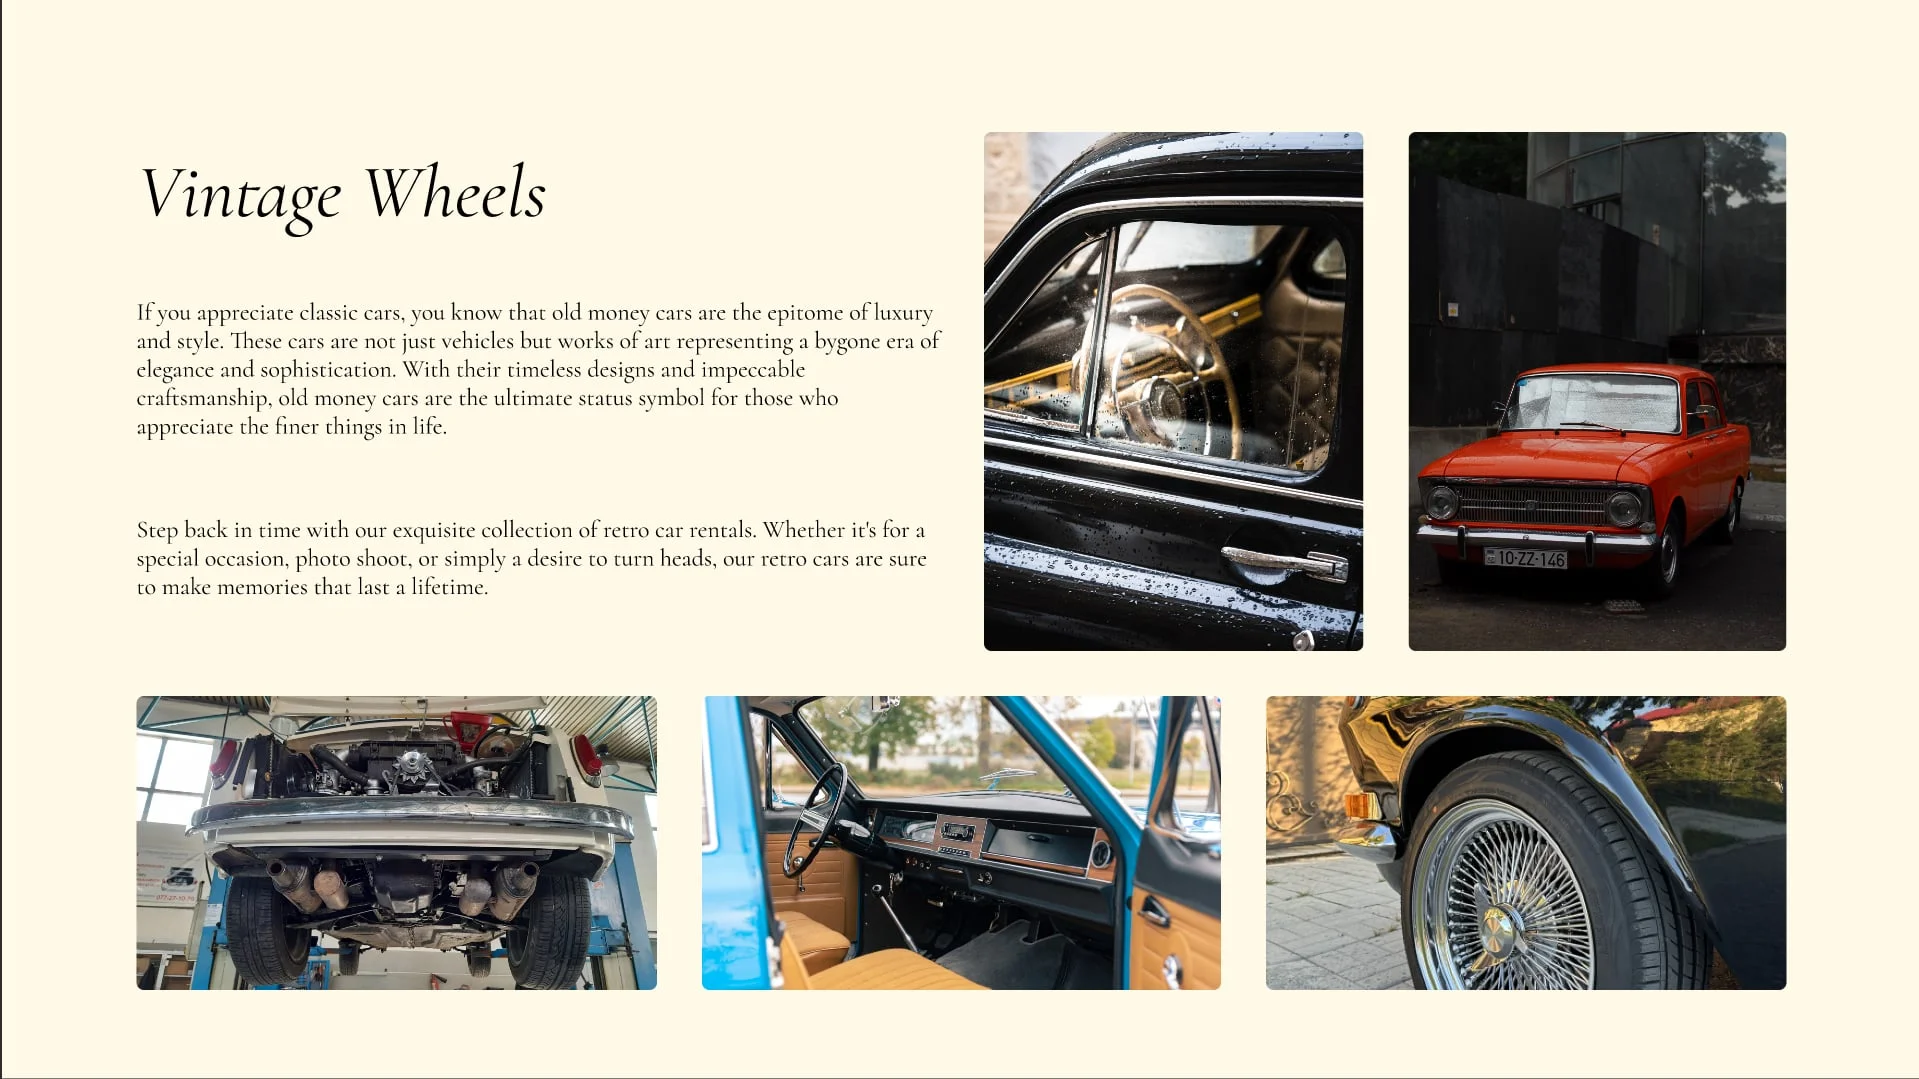 Vintage Wheels
If you appreciate classic cars, you know that old money cars are the epitome of luxury
and style. These cars are not just vehicles but works of art representing a bygone era of
elegance and sophistication. With their timeless designs and impeccable
craftsmanship, old money cars are the ultimate status symbol for those who
appreciate the finer things in life.
Step back in time with our exquisite collection of retro car rentals. Whether it's for a
special occasion, photo shoot, or simply a desire to turn heads, our retro cars are sure
to make memories that last a lifetime.
10-ZZ-146